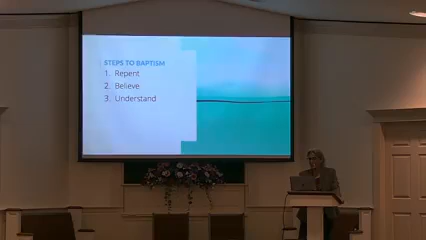 STEPS TO BAPTISM
1. Repent
2. Believe
3. Understand